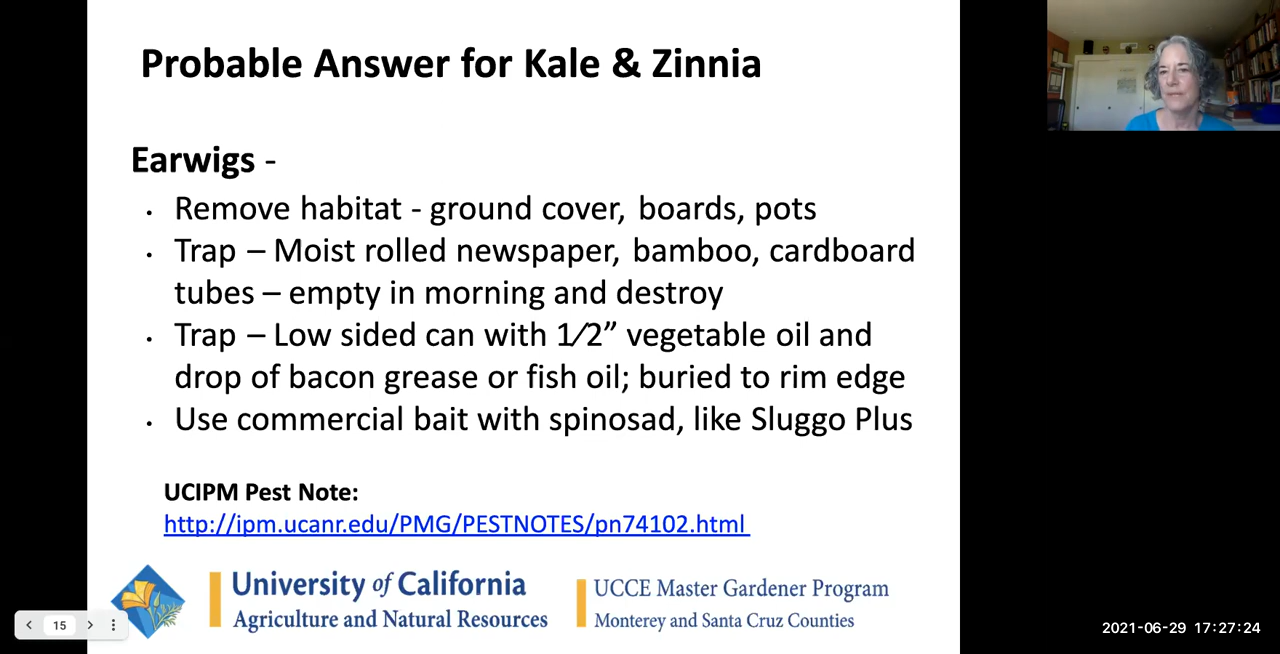 Probable Answer for Kale & Zinnia
Earwigs -
• Remove habitat - ground cover, boards, pots
• Trap – Moist rolled newspaper, bamboo, cardboard
tubes – empty in morning and destroy
• Trap – Low sided can with 1⁄2” vegetable oil and
drop of bacon grease or fish oil; buried to rim edge
• Use commercial bait with spinosad, like Sluggo Plus
UCIPM Pest Note:
http://ipm.ucanr.edu/PMG/PESTNOTES/pn74102.html
University of California
Agriculture and Natural Resources
UCCE Master Gardener Program
Monterey and Santa Cruz Counties
15
2021-06-29 17:27:24